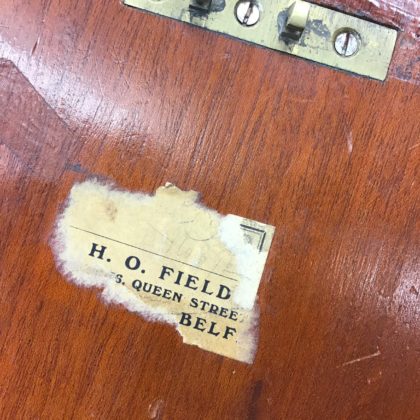 H. O. FIELD
S. QUEEN STREE
BELF